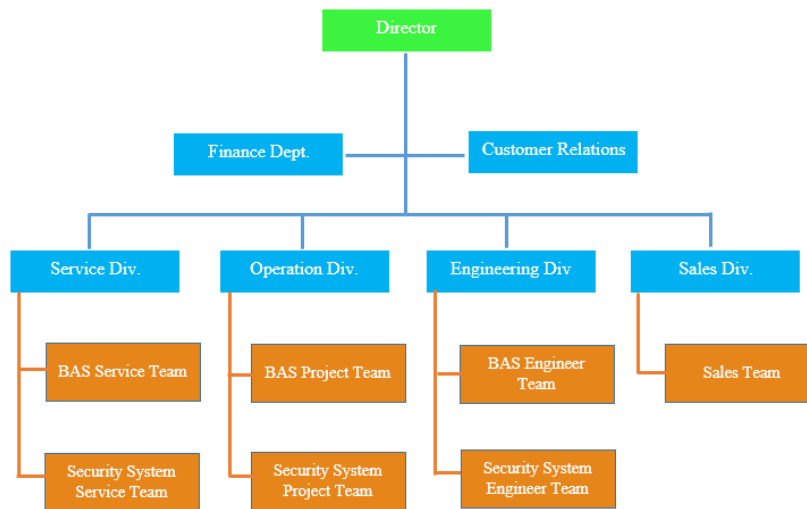 Director
Finance Dept.
Customer Relations
Service Div.
Operation Div.
Engineering Div
Sales Div.
BAS Service Team
BAS Project Team
BAS Engineer
Team
Sales Team
Security System
Service Team
Security System
Project Team
Security System
Engineer Team